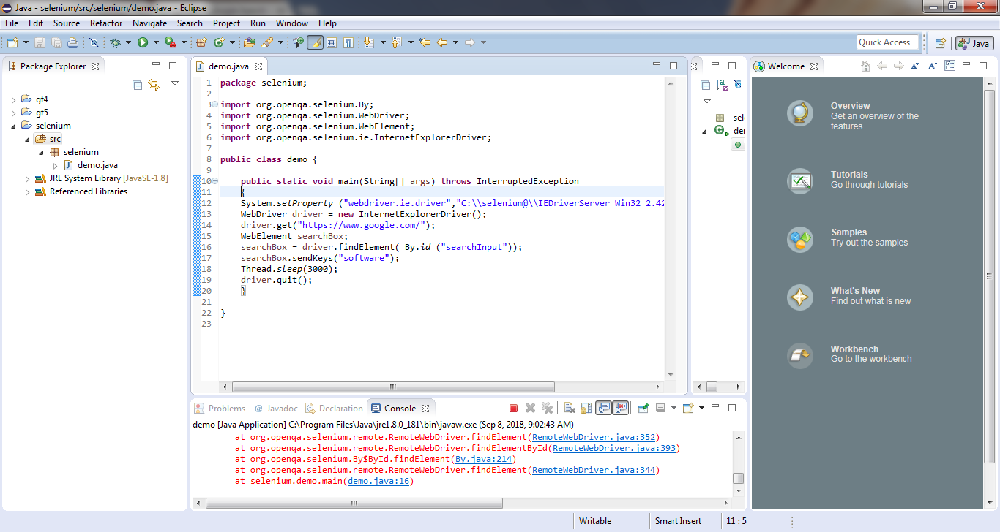 Java - selenium/src/selenium/demo.java - Eclipse
File Edit Source Refactor Navigate Search Project Run Window Help
Quick Access
Java
Package Explorer
gt4
gt5
selenium
src
selenium
demo.java
JRE System Library [JavaSE-1.8]
Referenced Libraries
demo.java
1 package selenium;
2
3 import org.openqa.selenium.By;
4 import org.openqa.selenium.WebDriver;
5 import org.openqa.selenium.WebElement;
6 import org.openqa.selenium.ie.InternetExplorerDriver;
7
8 public class demo {
9
10 public static void main(String[] args) throws InterruptedException
11 {
12 System.setProperty ("webdriver.ie.driver","C:\\selenium@\\IEDriverServer_Win32_2.42
13 WebDriver driver = new InternetExplorerDriver();
14 driver.get("https://www.google.com/");
15 WebElement searchBox;
16 searchBox = driver.findElement( By.id ("searchInput"));
17 searchBox.sendKeys("software");
18 Thread.sleep(3000);
19 driver.quit();
20 }
21
22 }
23
sel
der
Welcome
Overview
Get an overview of the
features
Tutorials
Go through tutorials
Samples
Try out the samples
What's New
Find out what is new
Workbench
Go to the workbench
Problems @ Javadoc Declaration Console
demo [Java Application] C:\Program Files\Java\jre1.8.0_181\bin\javaw.exe (Sep 8, 2018, 9:02:43 AM)
at org.openqa.selenium.remote.RemoteWebDriver.findElement(RemoteWebDriver.java:352)
at org.openqa.selenium.remote.RemoteWebDriver.findElementById(RemoteWebDriver.java:393)
at org.openqa.selenium.By$ById.findElement(By.java:214)
at org.openqa.selenium.remote.RemoteWebDriver.findElement(RemoteWebDriver.java:344)
at selenium.demo.main(demo.java:16)
Writable Smart Insert 11 : 5